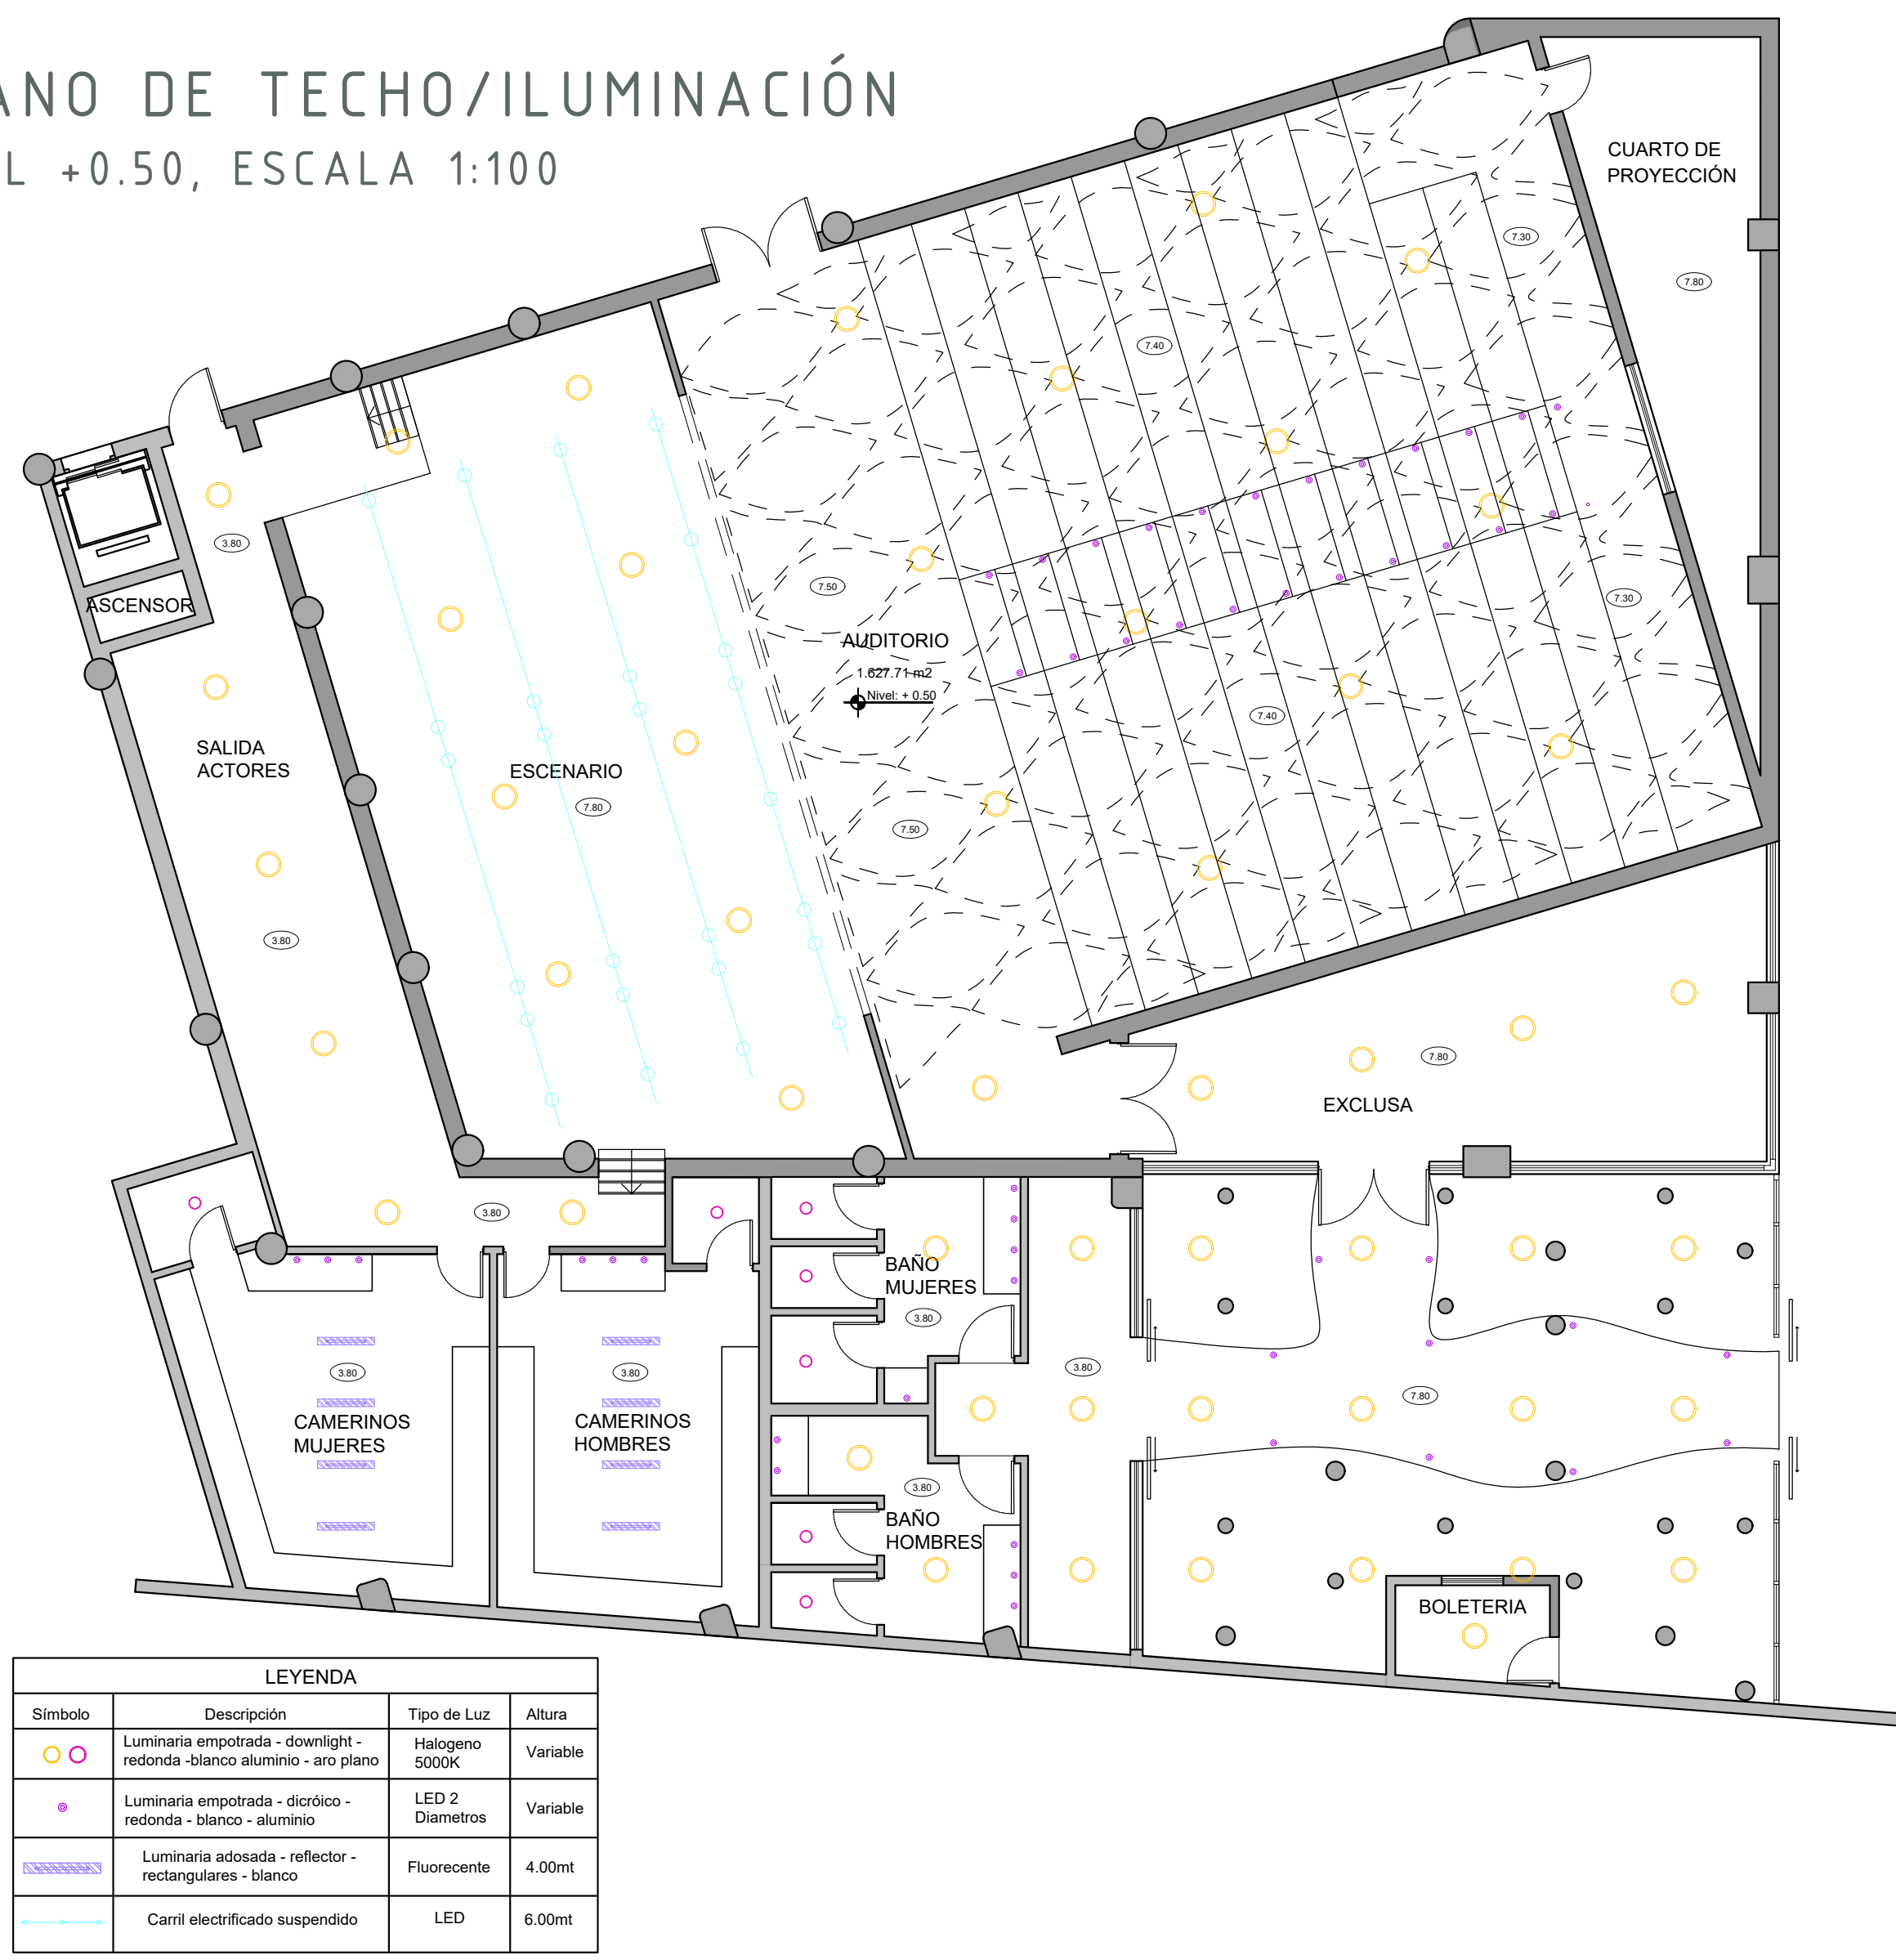 ANO DE TECHO/ILUMINACIÓN
L +0.50, ESCALA 1:100
CUARTO DE
PROYECCIÓN
7.30
7.80
7.40
3.80
7.50
7.30
ASCENSOR
AUDITORIO
1.627.71 m2
Nivel: + 0.50
7.40
SALIDA
ACTORES
ESCENARIO
7.80
7.50
3.80
7.80
EXCLUSA
3.80
BAÑO
MUJERES
3.80
3.80
3.80
3.80
7.80
CAMERINOS
MUJERES
CAMERINOS
HOMBRES
3.80
BAÑO
HOMBRES
BOLETERIA
LEYENDA
Símbolo Descripción Tipo de Luz Altura
Luminaria empotrada - downlight -
redonda -blanco aluminio - aro plano
Halogeno
5000K
Variable
Luminaria empotrada - dicróico -
redonda - blanco - aluminio
LED 2
Diametros
Variable
Luminaria adosada - reflector -
rectangulares - blanco
Fluorecente
4.00mt
Carril electrificado suspendido LED 6.00mt